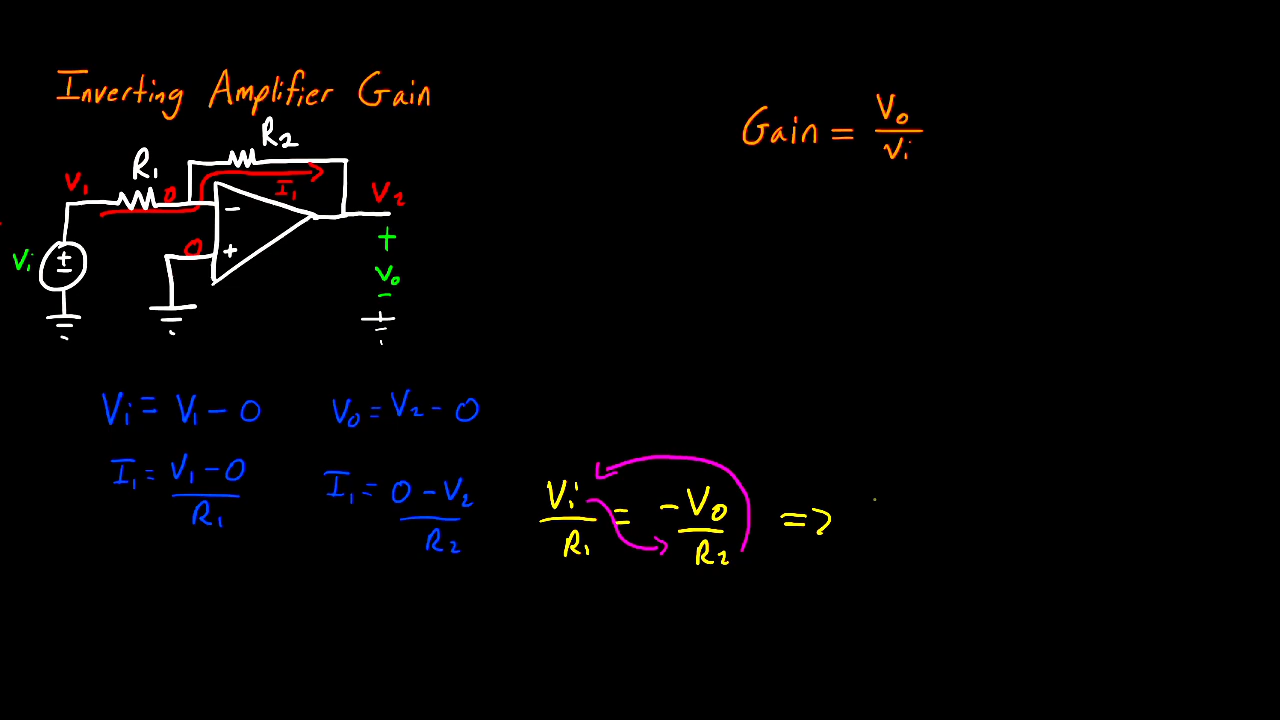 Inverting Amplifier Gain
Gain = Vo / Vi
R2
R1
V1
0
I1
V2
−
0
+
+
Vi
+
−
Vo
−
Vi = V1 − 0
Vo = V2 − 0
I1 = V1 − 0 / R1
I1 = 0 − V2 / R2
Vi / R1 = −Vo / R2 =>